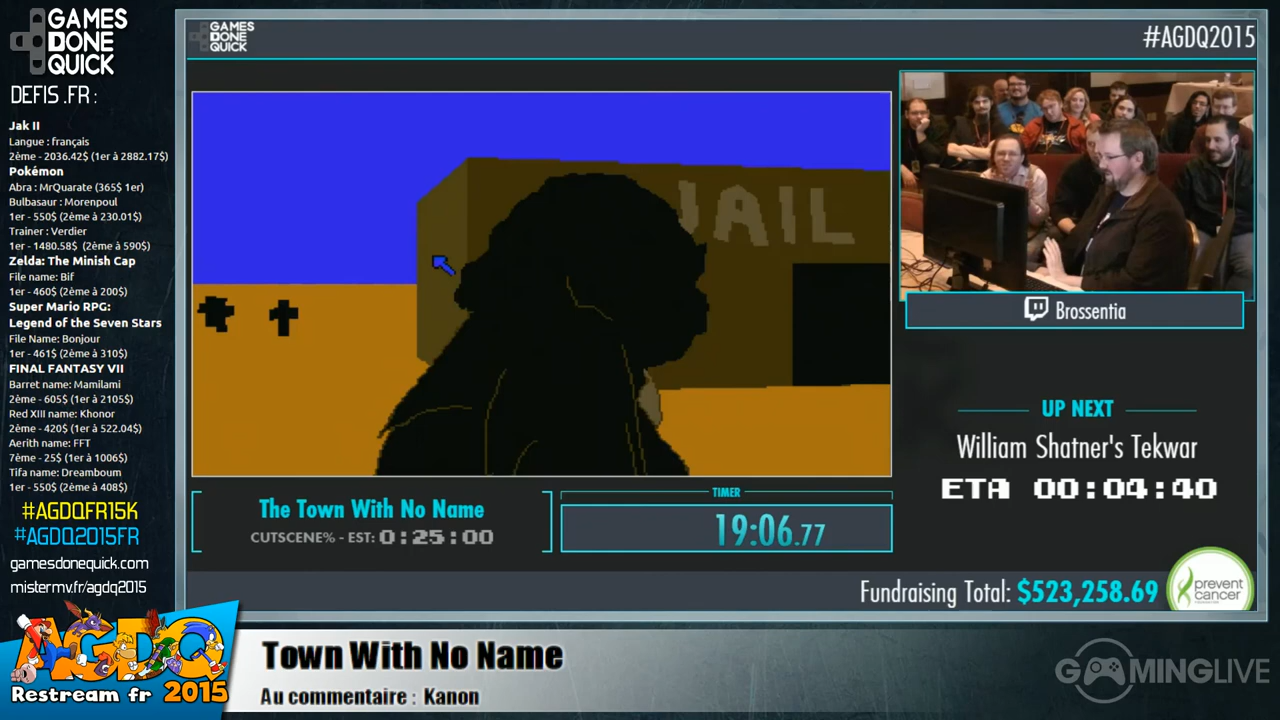 GAMES
DONE
QUICK
DEFIS .FR :
Jak II
Langue : français
2ème - 2036.42$ (1er à 2882.17$)
Pokémon
Abra : MrQuarate (365$ 1er)
Bulbasaur : Morenpoul
1er - 550$ (2ème à 230.01$)
Trainer : Verdier
1er - 1480.58$ (2ème à 590$)
Zelda: The Minish Cap
File name: Bif
1er - 460$ (2ème à 200$)
Super Mario RPG:
Legend of the Seven Stars
File Name: Bonjour
1er - 461$ (2ème à 310$)
FINAL FANTASY VII
Barret name: Mamilami
2ème - 605$ (1er à 2105$)
Red XIII name: Khonor
2ème - 420$ (1er à 522.04$)
Aerith name: FFT
7ème - 25$ (1er à 1006$)
Tifa name: Dreamboum
1er - 550$ (2ème à 408$)
#AGDQFR15K
#AGDQ2015FR
gamesdonequick.com
mistermv.fr/agdq2015
AGDQ
Restream fr 2015
GAMES
DONE
QUICK
#AGDQ2015
JAIL
Brossentia
UP NEXT
William Shatner's Tekwar
ETA 00:04:40
The Town With No Name
CUTSCENE% - EST: 0:25:00
TIMER
19:06.77
Fundraising Total: $523,258.69
prevent
cancer
Town With No Name
Au commentaire : Kanon
GAMINGLIVE